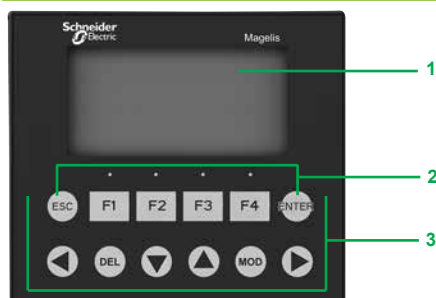 Schneider
Electric
Magelis
1
2
ESC F1 F2 F3 F4 ENTER
3
DEL MOD